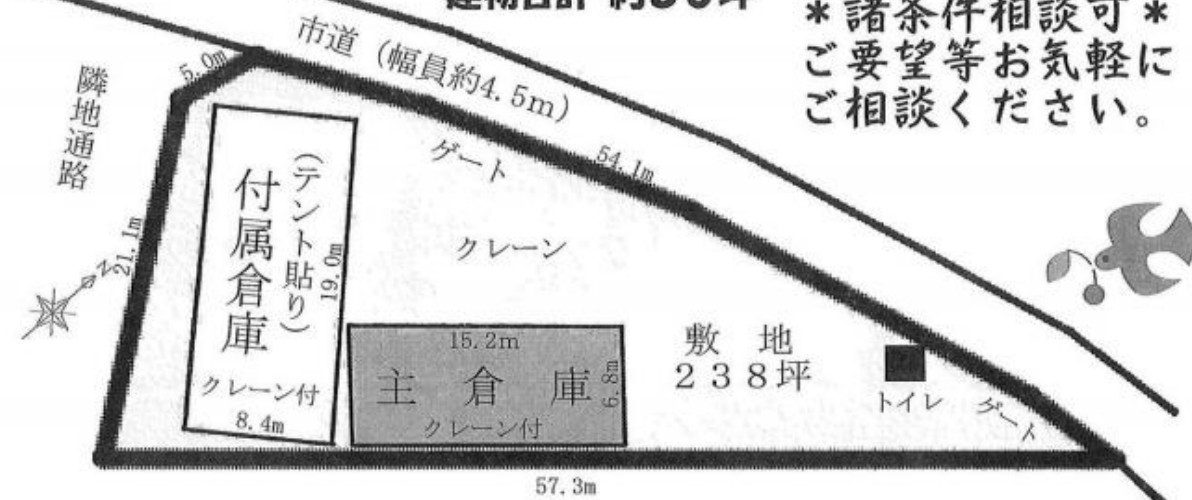 ＊諸条件相談可＊
ご要望等お気軽に
ご相談ください。
市道（幅員約4.5m）
5.0m
隣地通路
ゲート
54.1m
付属倉庫
（テント貼り）
19.0m
クレーン
21.1m
N
クレーン付
8.4m
15.2m
主倉庫
6.8m
クレーン付
敷地
238坪
トイレ
ゲート
57.3m